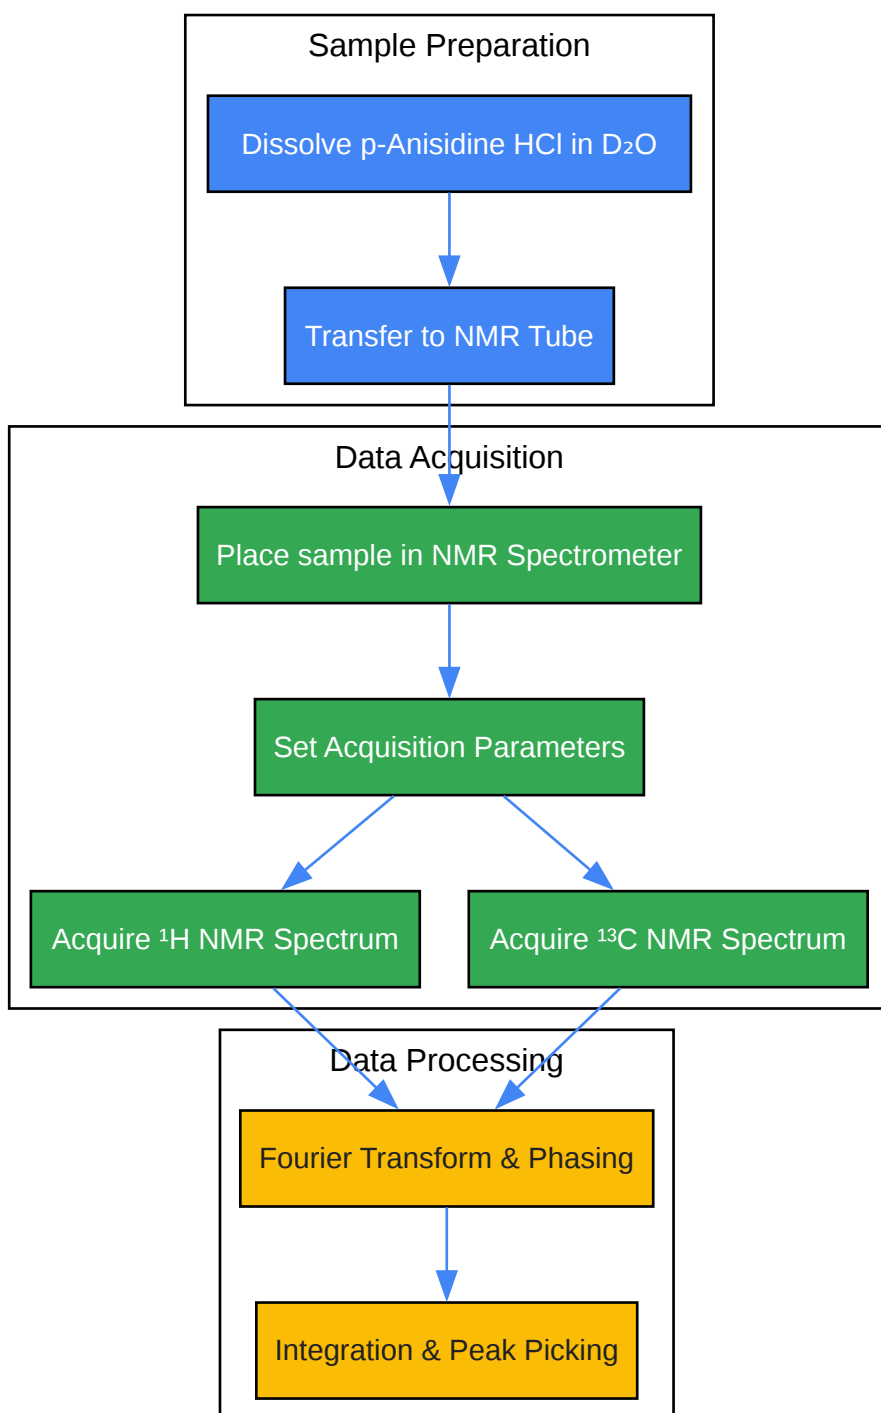 Sample Preparation
Dissolve p-Anisidine HCl in D₂O
Transfer to NMR Tube
Data Acquisition
Place sample in NMR Spectrometer
Set Acquisition Parameters
Acquire ¹H NMR Spectrum
Acquire ¹³C NMR Spectrum
Data Processing
Fourier Transform & Phasing
Integration & Peak Picking